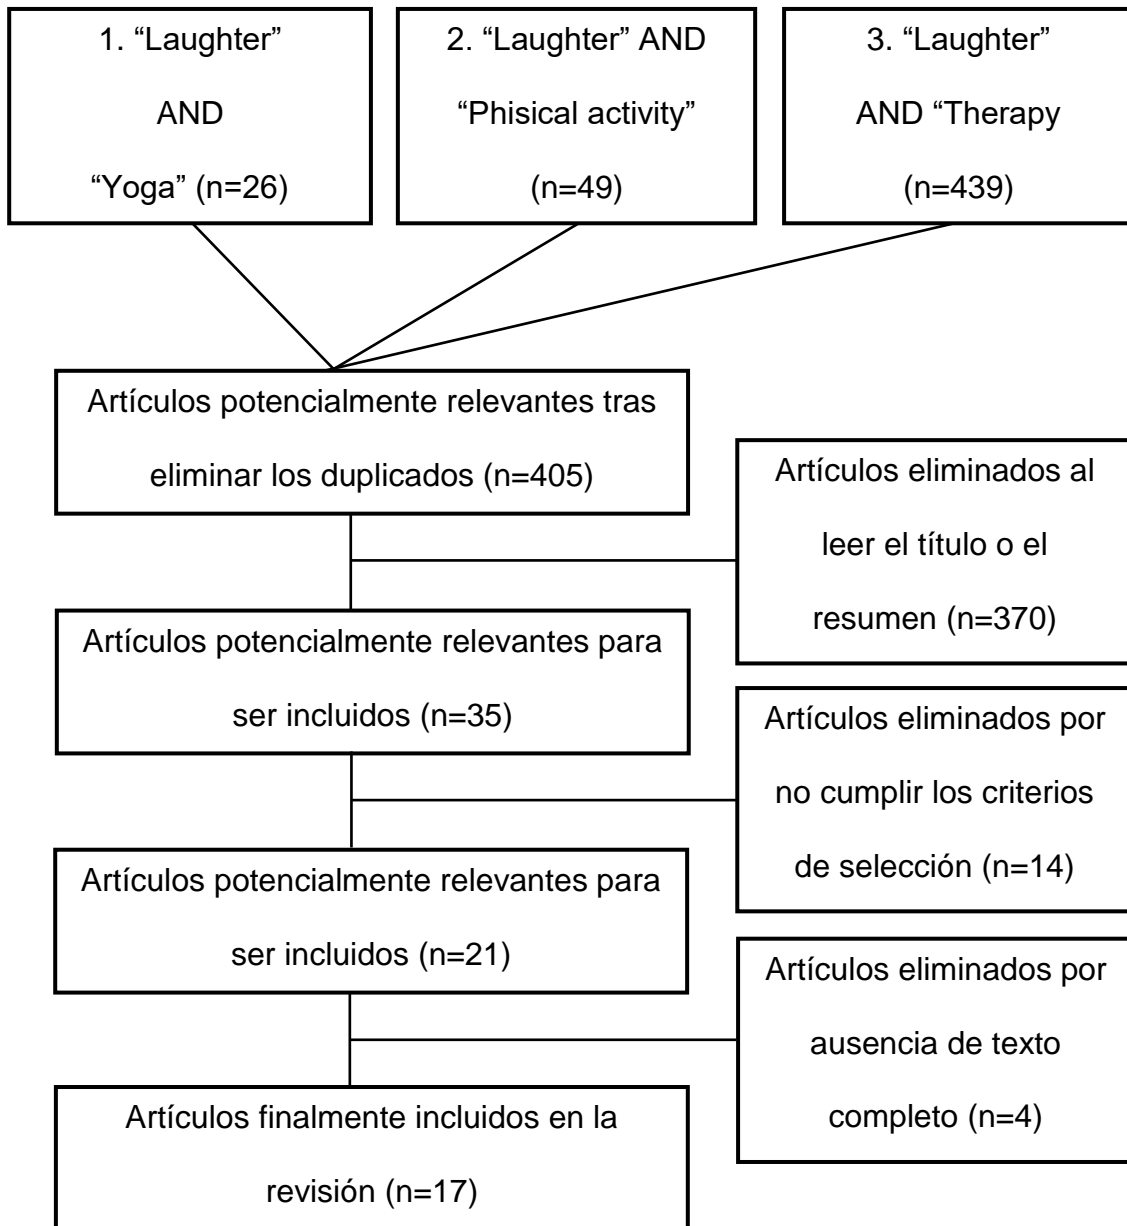 1. “Laughter”
AND
“Yoga” (n=26)
2. “Laughter” AND
“Phisical activity”
(n=49)
3. “Laughter”
AND “Therapy
(n=439)
Artículos potencialmente relevantes tras
eliminar los duplicados (n=405)
Artículos eliminados al
leer el título o el
resumen (n=370)
Artículos potencialmente relevantes para
ser incluidos (n=35)
Artículos eliminados por
no cumplir los criterios
de selección (n=14)
Artículos potencialmente relevantes para
ser incluidos (n=21)
Artículos eliminados por
ausencia de texto
completo (n=4)
Artículos finalmente incluidos en la
revisión (n=17)